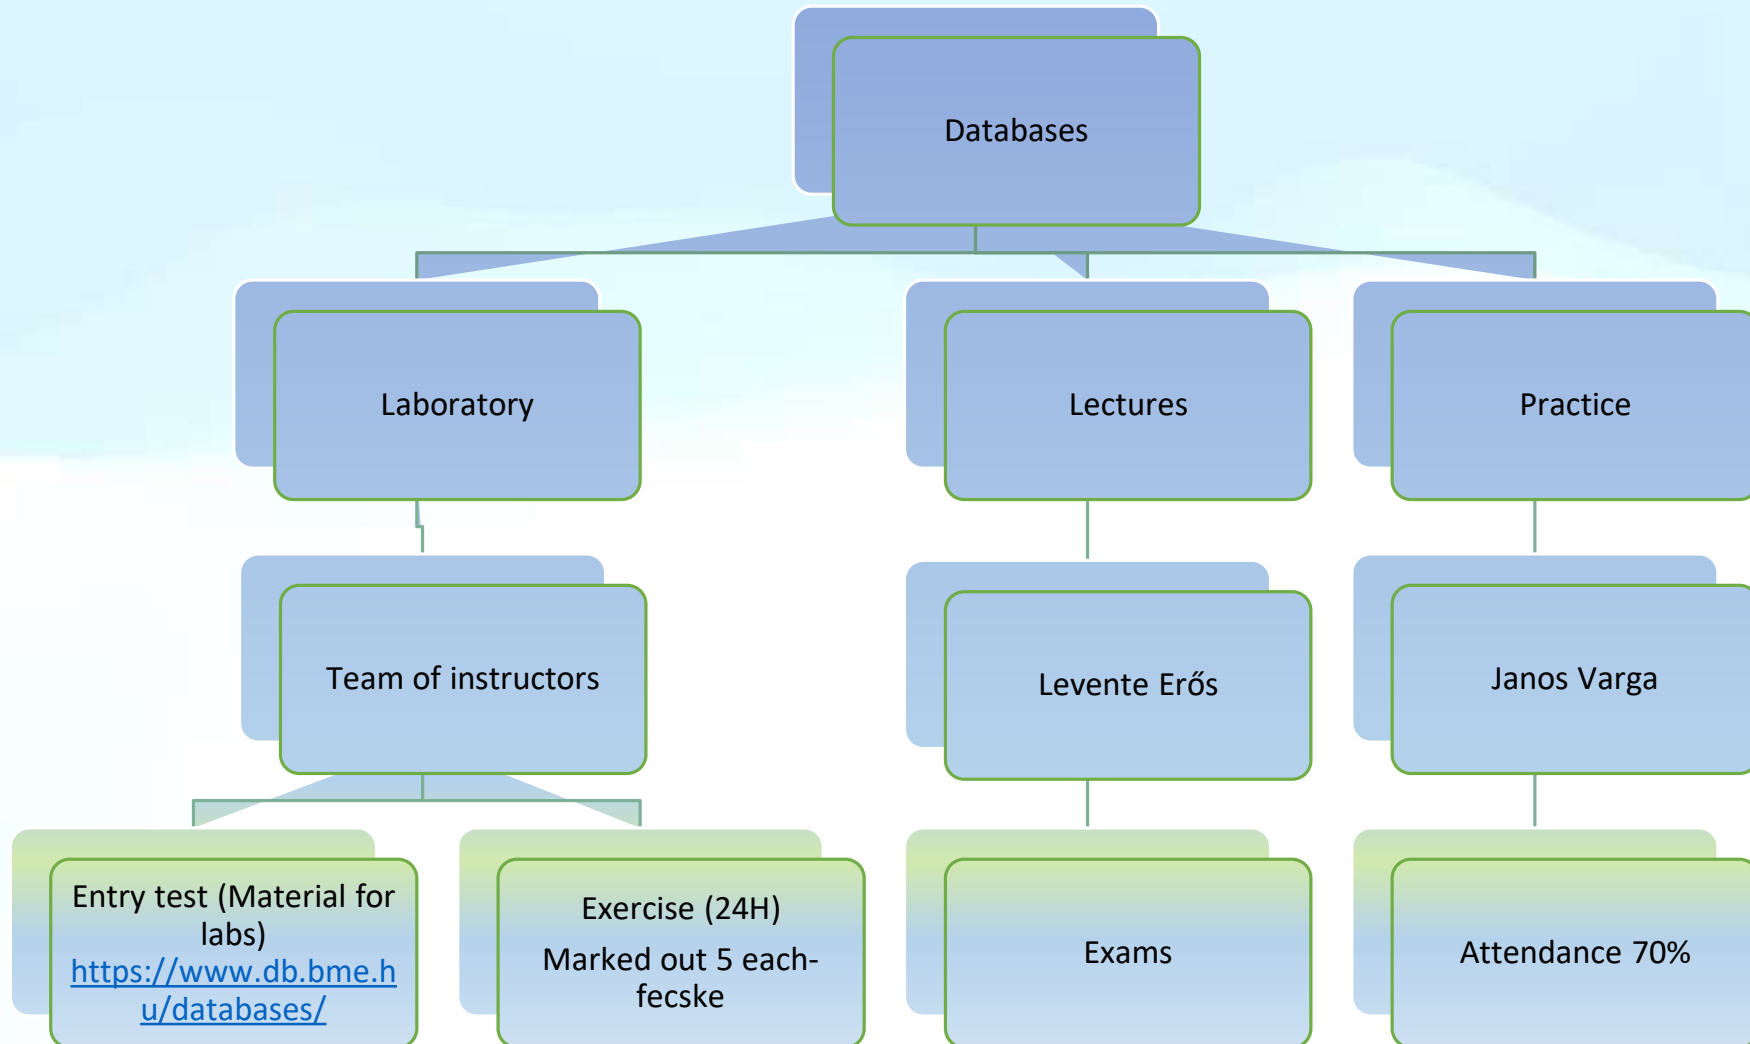 Databases
Laboratory
Lectures
Practice
Team of instructors
Levente Erős
Janos Varga
Entry test (Material for
labs)
https://www.db.bme.h
u/databases/
Exercise (24H)
Marked out 5 each-
fecske
Exams
Attendance 70%